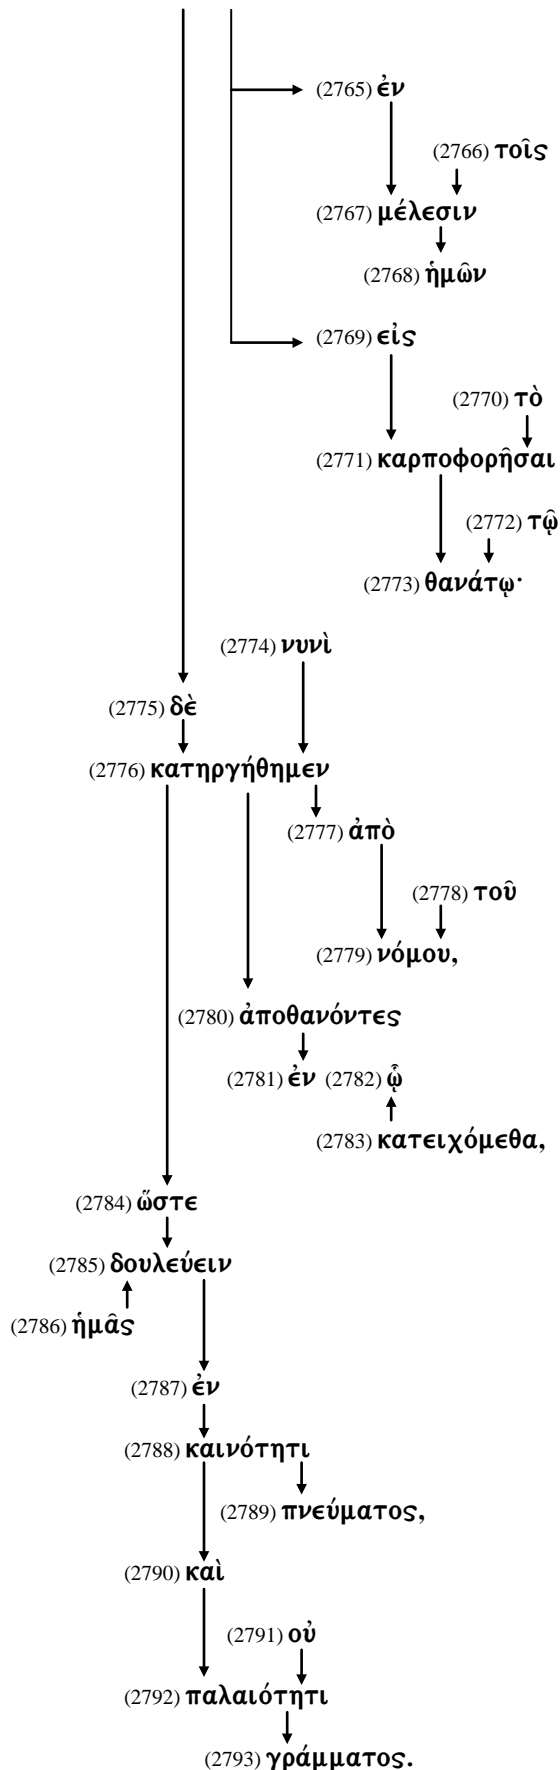 (2765) ἐν
(2766) τοῖς
(2767) μέλεσιν
(2768) ἡμῶν
(2769) εἰς
(2770) τὸ
(2771) καρποφορῆσαι
(2772) τῷ
(2773) θανάτῳ·
(2774) νυνὶ
(2775) δὲ
(2776) κατηργήθημεν
(2777) ἀπὸ
(2778) τοῦ
(2779) νόμου,
(2780) ἀποθανόντες
(2781) ἐν (2782) ᾧ
(2783) κατειχόμεθα,
(2784) ὥστε
(2785) δουλεύειν
(2786) ἡμᾶς
(2787) ἐν
(2788) καινότητι
(2789) πνεύματος,
(2790) καὶ
(2791) οὐ
(2792) παλαιότητι
(2793) γράμματος.